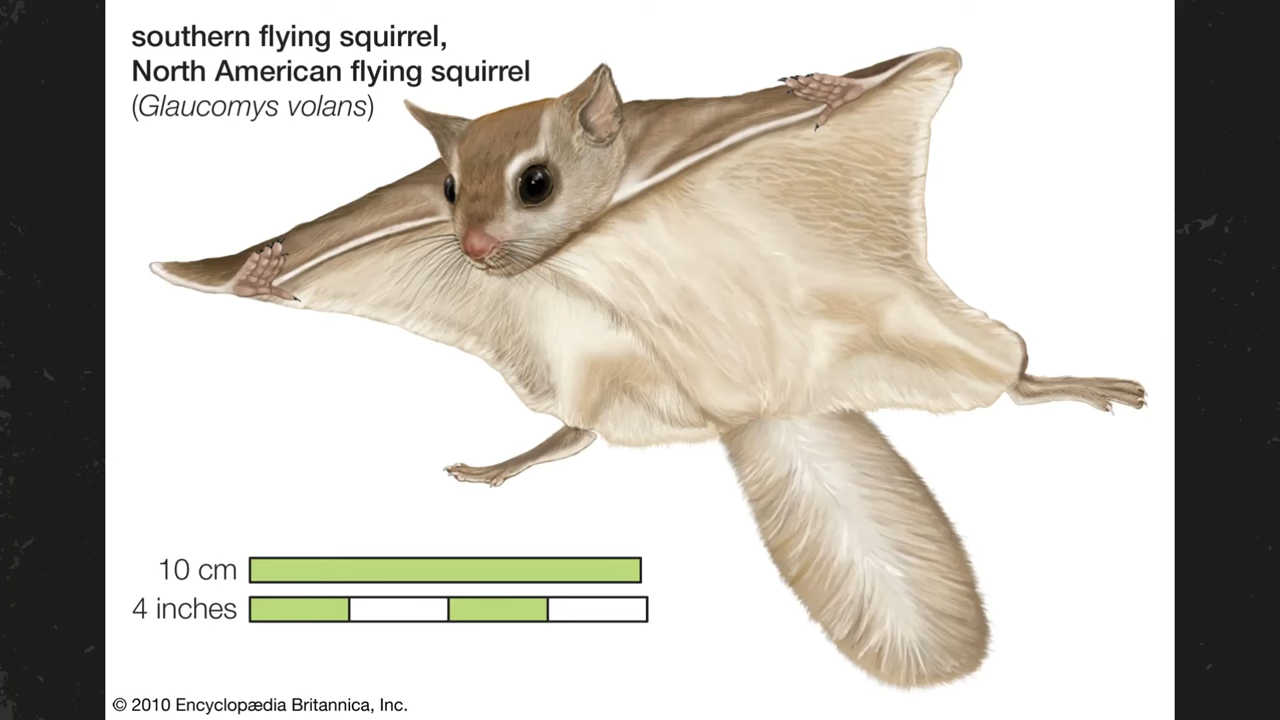 southern flying squirrel,
North American flying squirrel
(Glaucomys volans)
10 cm
4 inches
© 2010 Encyclopædia Britannica, Inc.